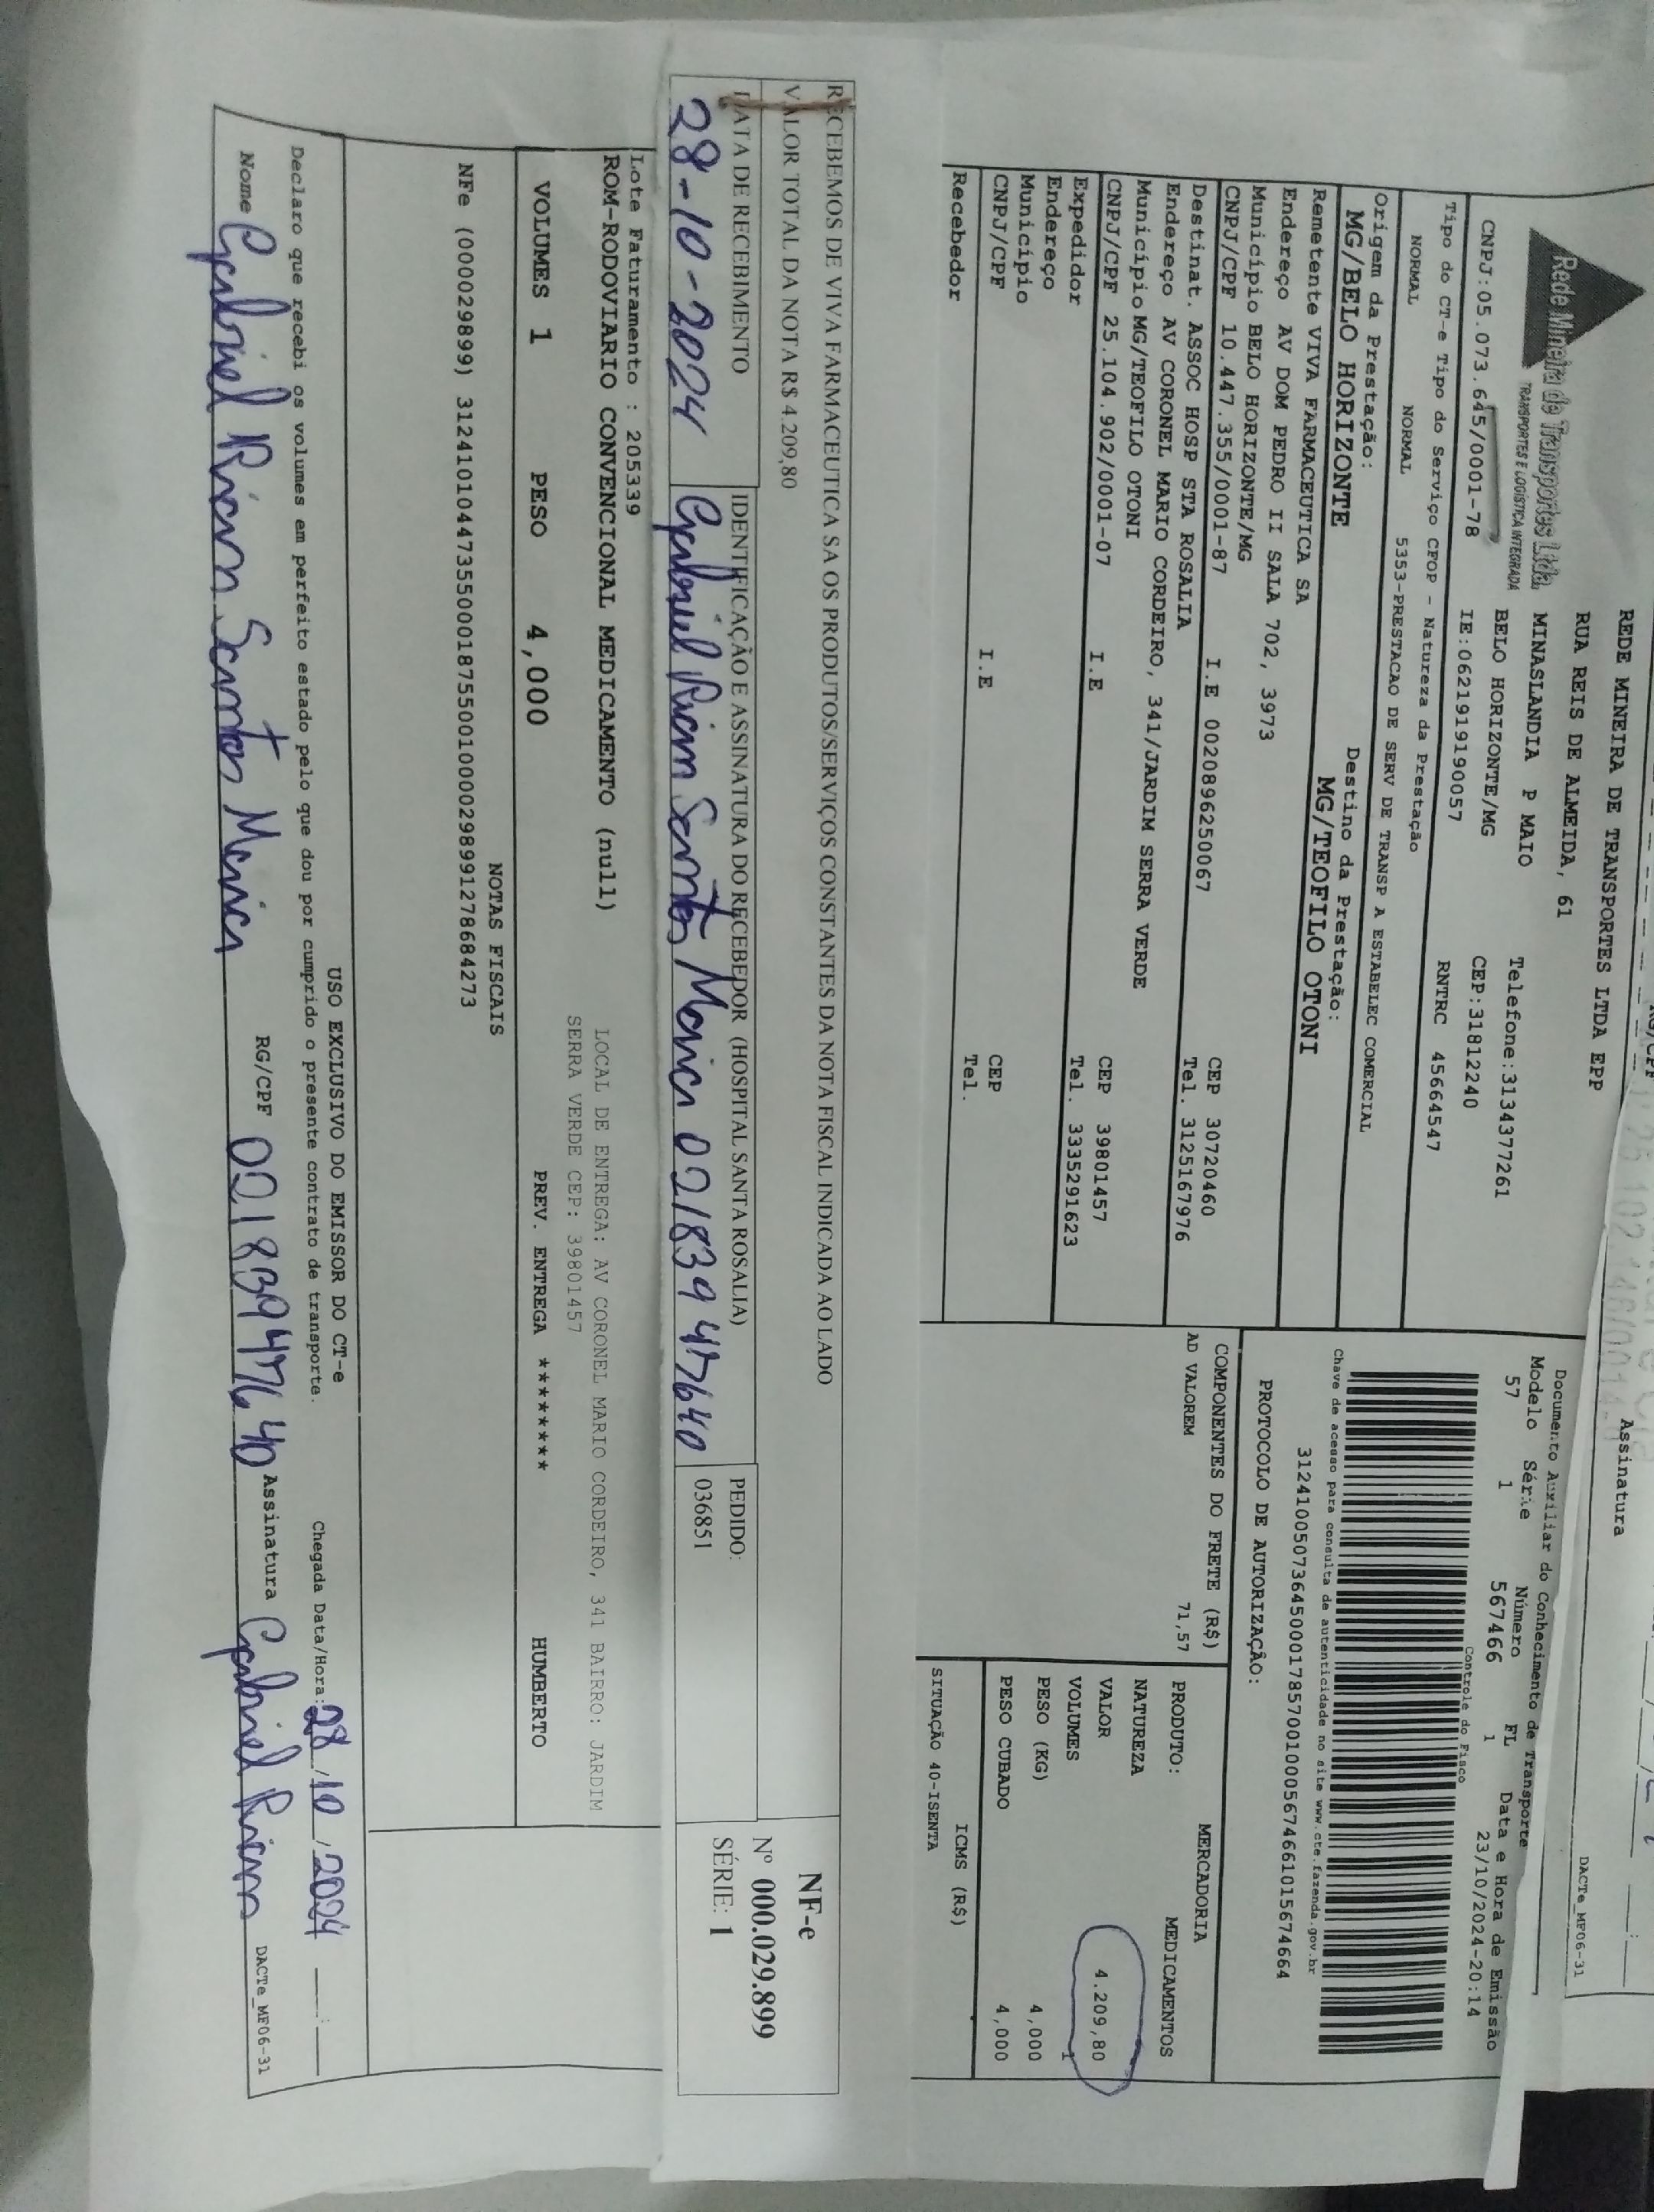 Assinatura
DACTe_MF06-31
Rede Mineira de Transportes Ltda.
TRANSPORTES E LOGÍSTICA INTEGRADA
CNPJ:05.073.645/0001-78
REDE MINEIRA DE TRANSPORTES LTDA EPP
RUA REIS DE ALMEIDA, 61
MINASLANDIA P MAIO Telefone:3134377261
BELO HORIZONTE/MG CEP:31812240
IE:0621919190057 RNTRC 45664547
Documento Auxiliar do Conhecimento de Transporte
Modelo Série Número FL Data e Hora de Emissão
57 1 567466 1 23/10/2024-20:14
Controle do Fisco
Tipo do CT-e Tipo do Serviço CFOP - Natureza da Prestação
NORMAL NORMAL 5353-PRESTACAO DE SERV DE TRANSP A ESTABELEC COMERCIAL
Chave de acesso para consulta de autenticidade no site www.cte.fazenda.gov.br
31241005073645000178570010005674661015674664
Origem da Prestação: Destino da Prestação:
MG/BELO HORIZONTE MG/TEOFILO OTONI
PROTOCOLO DE AUTORIZAÇÃO:
Remetente VIVA FARMACEUTICA SA
Endereço AV DOM PEDRO II SALA 702, 3973
Município BELO HORIZONTE/MG CEP 30720460
CNPJ/CPF 10.447.355/0001-87 I.E 0020896250067 Tel. 3125167976
Destinat. ASSOC HOSP STA ROSALIA
Endereço AV CORONEL MARIO CORDEIRO, 341/JARDIM SERRA VERDE
Município MG/TEOFILO OTONI CEP 39801457
CNPJ/CPF 25.104.902/0001-07 I.E Tel. 3335291623
Expedidor
Endereço
Município CEP
CNPJ/CPF I.E Tel.
Recebedor
COMPONENTES DO FRETE (R$)
AD VALOREM 71,57
MERCADORIA
PRODUTO: MEDICAMENTOS
NATUREZA
VALOR 4.209,80
VOLUMES 1
PESO (KG) 4,000
PESO CUBADO 4,000
ICMS (R$)
SITUAÇÃO 40-ISENTA
RECEBEMOS DE VIVA FARMACEUTICA SA OS PRODUTOS/SERVIÇOS CONSTANTES DA NOTA FISCAL INDICADA AO LADO
VALOR TOTAL DA NOTA R$ 4.209,80
DATA DE RECEBIMENTO
28-10-2024
IDENTIFICAÇÃO E ASSINATURA DO RECEBEDOR (HOSPITAL SANTA ROSALIA)
Gabriel Rian Santos 02183947640
PEDIDO:
036851
NF-e
Nº 000.029.899
SÉRIE: 1
Lote Faturamento : 205339
ROM-RODOVIARIO CONVENCIONAL MEDICAMENTO (null)
LOCAL DE ENTREGA: AV CORONEL MARIO CORDEIRO, 341 BAIRRO: JARDIM
SERRA VERDE CEP: 39801457
VOLUMES 1 PESO 4,000 PREV. ENTREGA ******** HUMBERTO
NOTAS FISCAIS
NFe (000029899) 31241010447355000187550010000298991278684273
USO EXCLUSIVO DO EMISSOR DO CT-e
Declaro que recebi os volumes em perfeito estado pelo que dou por cumprido o presente contrato de transporte.
Chegada Data/Hora: 28/10/2024 __:__
Nome Gabriel Rian Santos RG/CPF 02183947640 Assinatura Gabriel Rian
DACTe_MF06-31